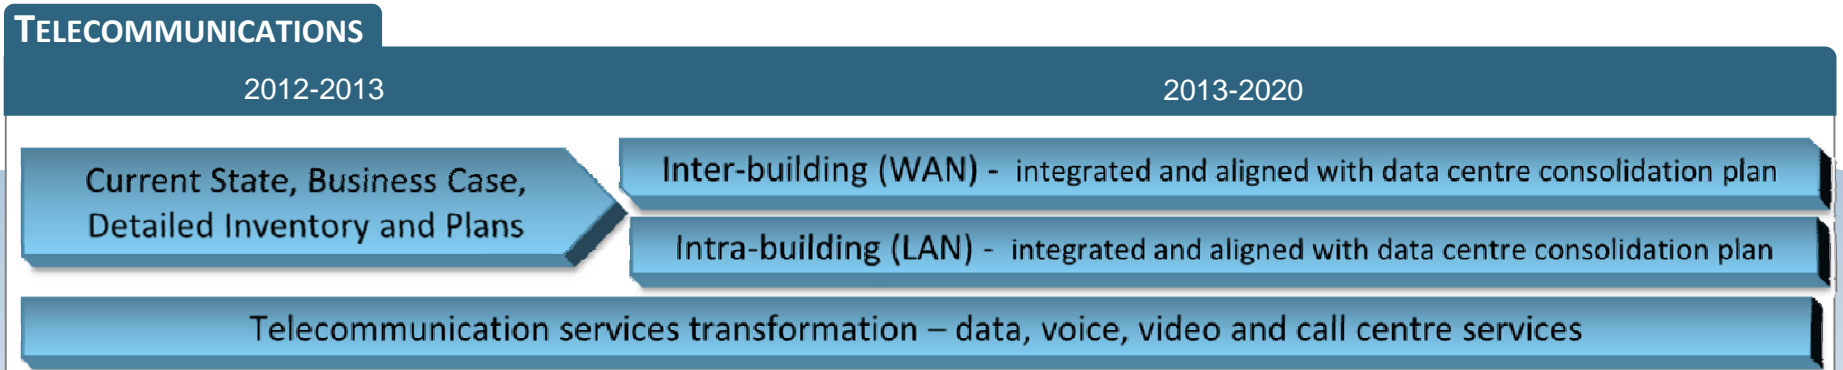 TELECOMMUNICATIONS
2012-2013
2013-2020
Current State, Business Case,
Detailed Inventory and Plans
Inter-building (WAN) - integrated and aligned with data centre consolidation plan
Intra-building (LAN) - integrated and aligned with data centre consolidation plan
Telecommunication services transformation – data, voice, video and call centre services